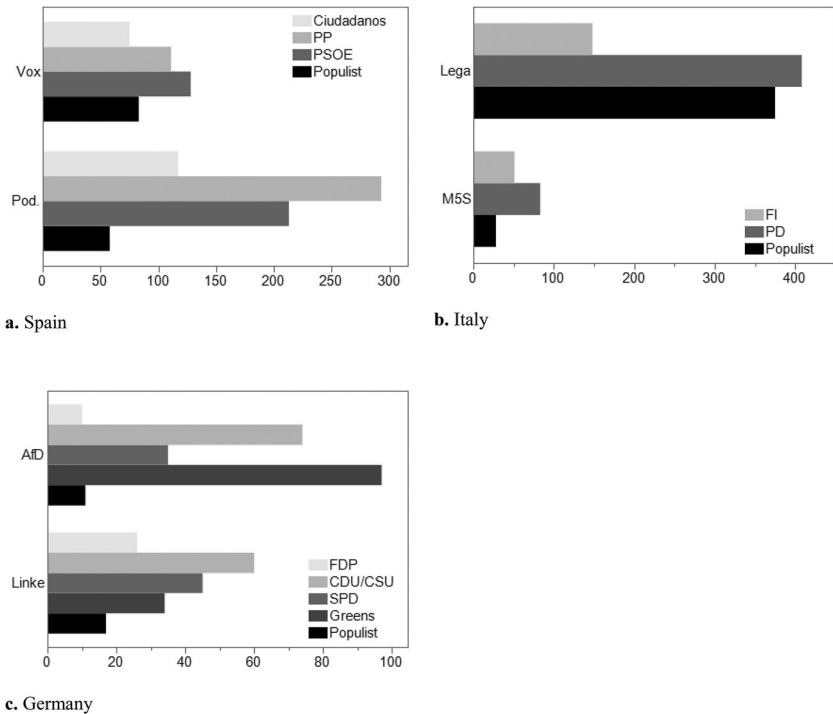 Ciudadanos
PP
PSOE
Populist
Vox
Pod.
0 50 100 150 200 250 300
a. Spain
Lega
M5S
FI
PD
Populist
0 100 200 300 400
b. Italy
AfD
Linke
FDP
CDU/CSU
SPD
Greens
Populist
0 20 40 60 80 100
c. Germany